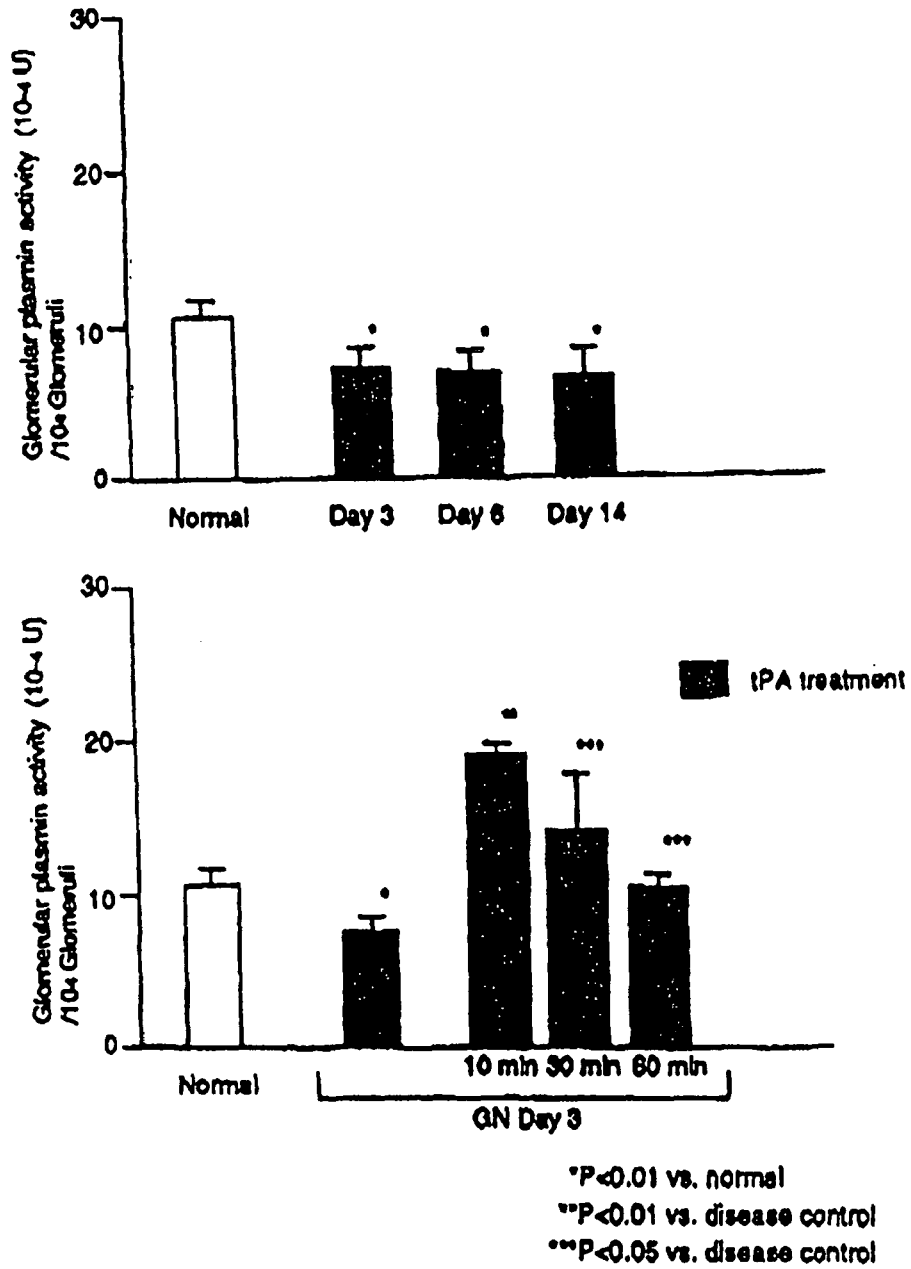 Glomerular plasmin activity (10-4 U)
/104 Glomeruli
30
20
10
0
*
*
*
Normal
Day 3
Day 6
Day 14
Glomerular plasmin activity (10-4 U)
/104 Glomeruli
30
20
10
0
tPA treatment
*
**
***
***
10 min 30 min 60 min
Normal
GN Day 3
*P<0.01 vs. normal
**P<0.01 vs. disease control
***P<0.05 vs. disease control